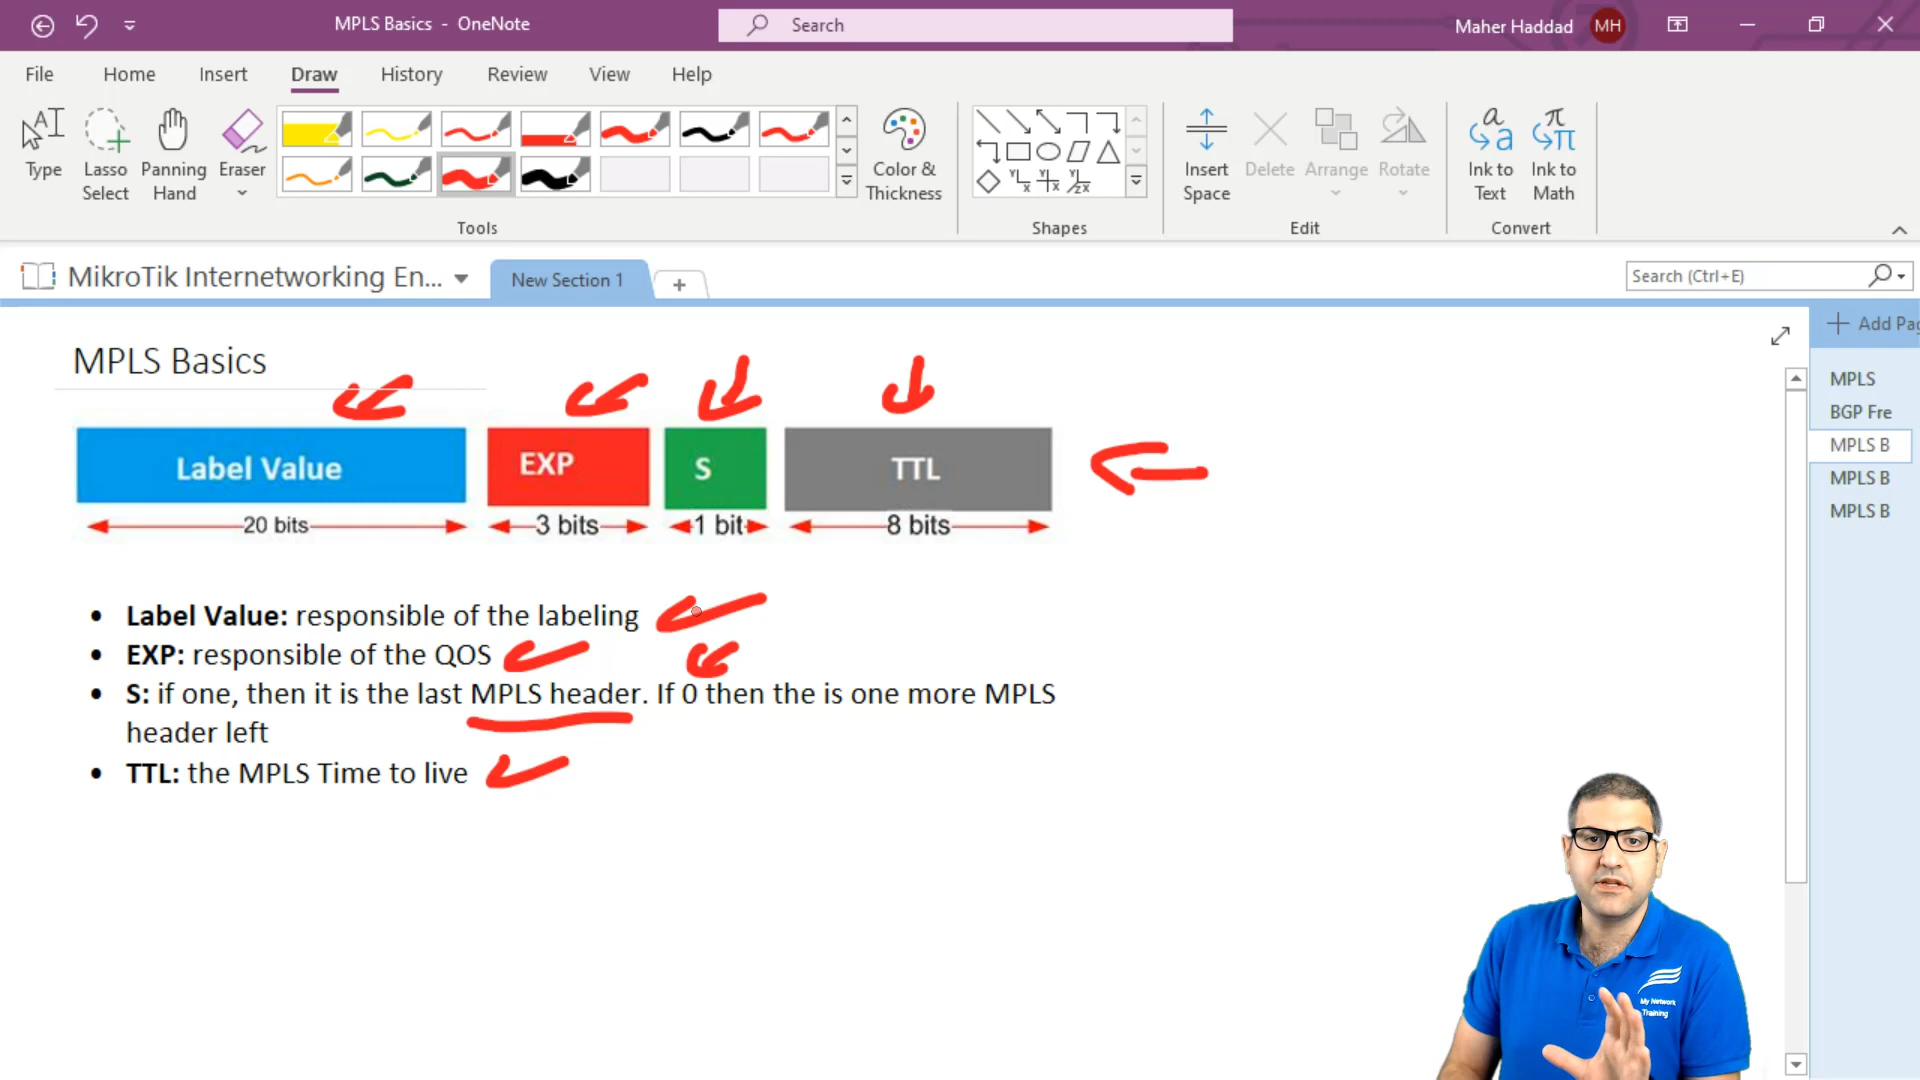 MPLS Basics - OneNote
Search
Maher Haddad
MH
File
Home
Insert
Draw
History
Review
View
Help
Type
Lasso Select
Panning Hand
Eraser
Color & Thickness
Insert Space
Delete
Arrange
Rotate
Ink to Text
Ink to Math
Tools
Shapes
Edit
Convert
MikroTik Internetworking En...
New Section 1
Search (Ctrl+E)
Add Pag
MPLS
BGP Fre
MPLS B
MPLS B
MPLS B
MPLS Basics
Label Value
EXP
S
TTL
20 bits
3 bits
1 bit
8 bits
• Label Value: responsible of the labeling
• EXP: responsible of the QOS
• S: if one, then it is the last MPLS header. If 0 then the is one more MPLS
header left
• TTL: the MPLS Time to live
My Network
Training